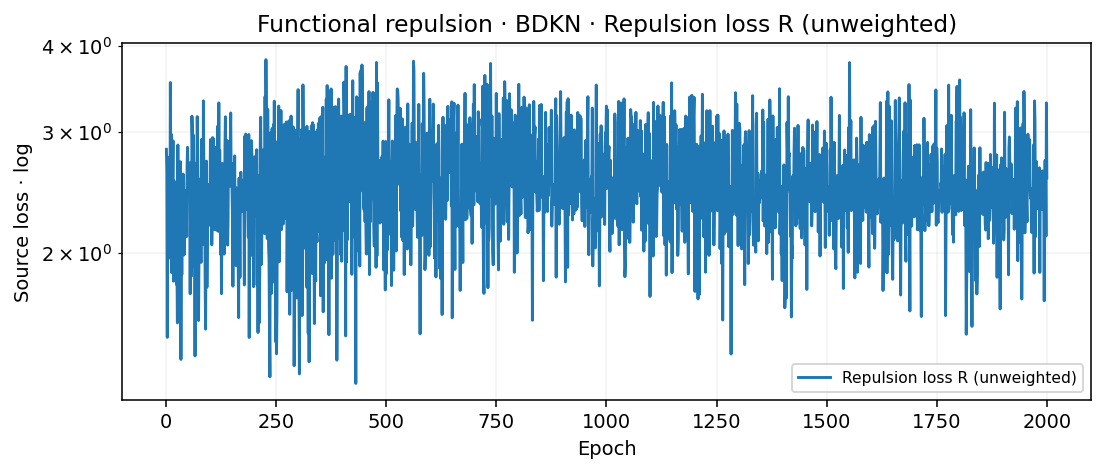 Functional repulsion · BDKN · Repulsion loss R (unweighted)
4 × 10⁰
3 × 10⁰
2 × 10⁰
Source loss · log
Repulsion loss R (unweighted)
0 250 500 750 1000 1250 1500 1750 2000
Epoch